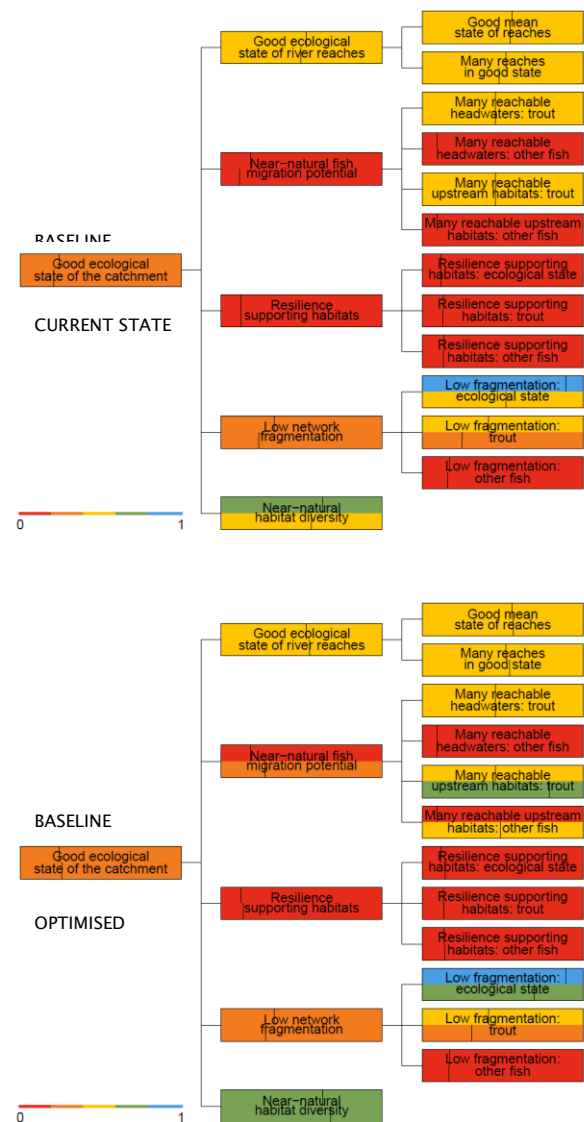 Good mean
state of reaches
Good ecological
state of river reaches
Many reaches
in good state
Many reachable
headwaters: trout
Many reachable
headwaters: other fish
Near-natural fish
migration potential
Many reachable
upstream habitats: trout
Many reachable upstream
habitats: other fish
BASELINE
Good ecological
state of the catchment
Resilience supporting
habitats: ecological state
CURRENT STATE
Resilience
supporting habitats
Resilience supporting
habitats: trout
Resilience supporting
habitats: other fish
Low fragmentation:
ecological state
Low network
fragmentation
Low fragmentation:
trout
Low fragmentation:
other fish
Near-natural
habitat diversity
0 1
Good mean
state of reaches
Good ecological
state of river reaches
Many reaches
in good state
Many reachable
headwaters: trout
Many reachable
headwaters: other fish
Near-natural fish
migration potential
Many reachable
upstream habitats: trout
Many reachable upstream
habitats: other fish
BASELINE
Good ecological
state of the catchment
Resilience supporting
habitats: ecological state
OPTIMISED
Resilience
supporting habitats
Resilience supporting
habitats: trout
Resilience supporting
habitats: other fish
Low fragmentation:
ecological state
Low network
fragmentation
Low fragmentation:
trout
Low fragmentation:
other fish
Near-natural
habitat diversity
0 1